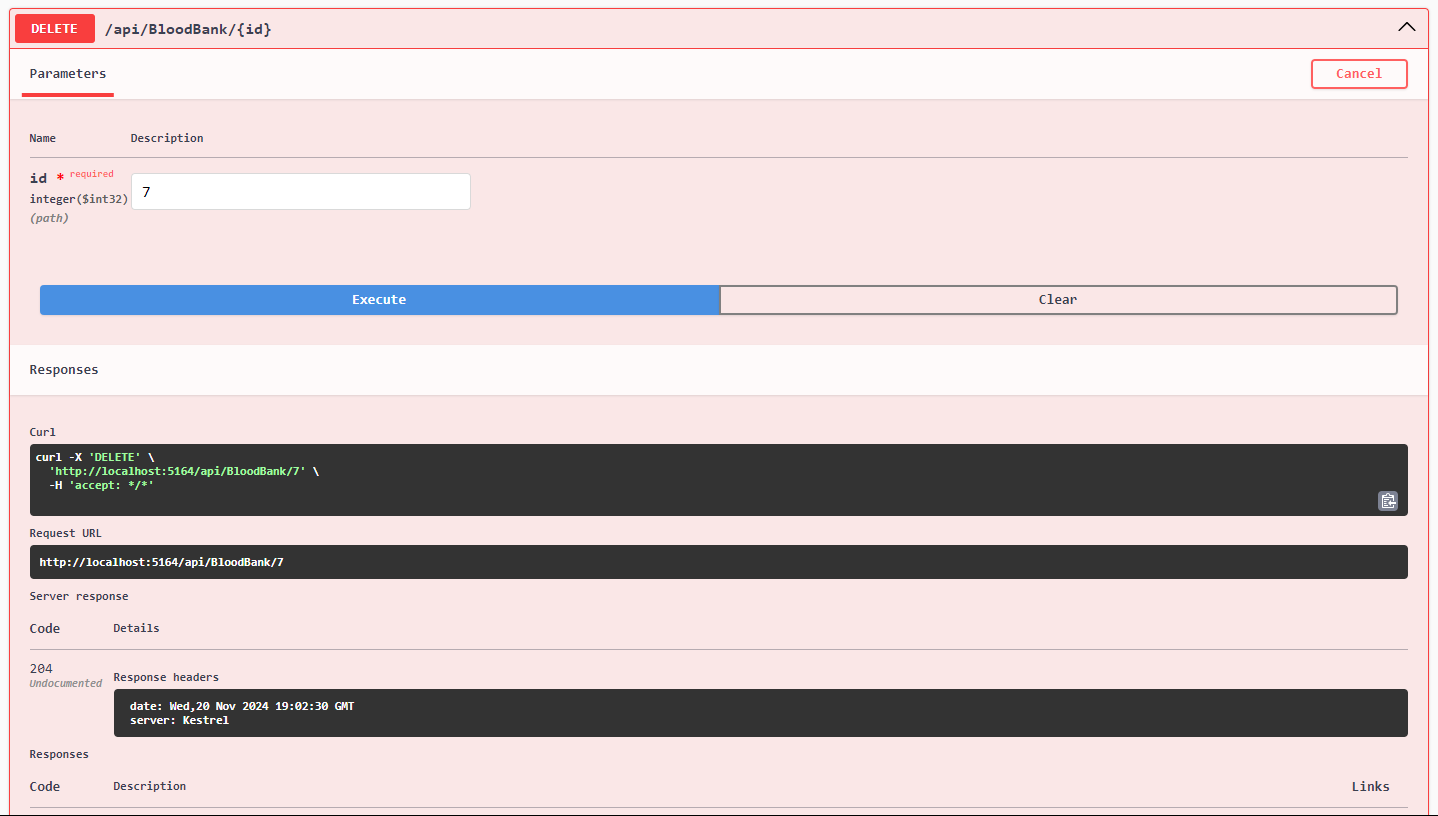 DELETE /api/BloodBank/{id}
Parameters
Cancel
Name Description
id * required
integer($int32)
(path)
7
Execute
Clear
Responses
Curl
curl -X 'DELETE' \
'http://localhost:5164/api/BloodBank/7' \
-H 'accept: */*'
Request URL
http://localhost:5164/api/BloodBank/7
Server response
Code Details
204
Undocumented
Response headers
date: Wed,20 Nov 2024 19:02:30 GMT
server: Kestrel
Responses
Code Description Links